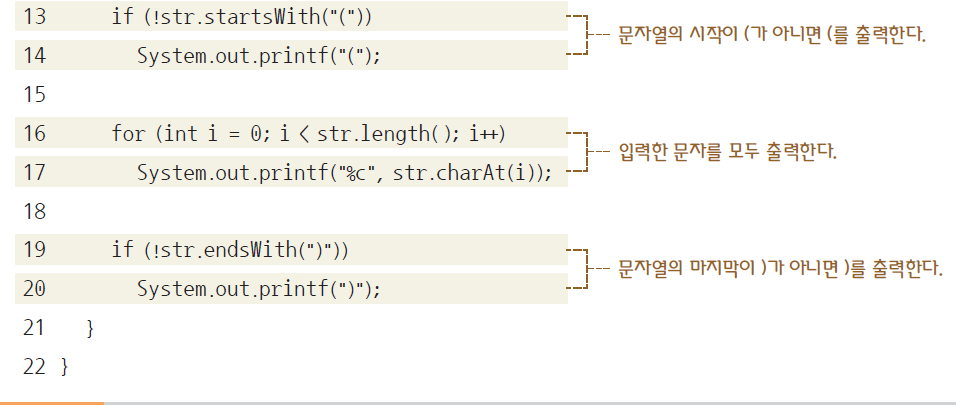 13 if (!str.startsWith("("))
문자열의 시작이 (가 아니면 (를 출력한다.
14 System.out.printf("(");
15
16 for (int i = 0; i < str.length( ); i++)
입력한 문자를 모두 출력한다.
17 System.out.printf("%c", str.charAt(i));
18
19 if (!str.endsWith(")"))
문자열의 마지막이 )가 아니면 )를 출력한다.
20 System.out.printf(")");
21 }
22 }